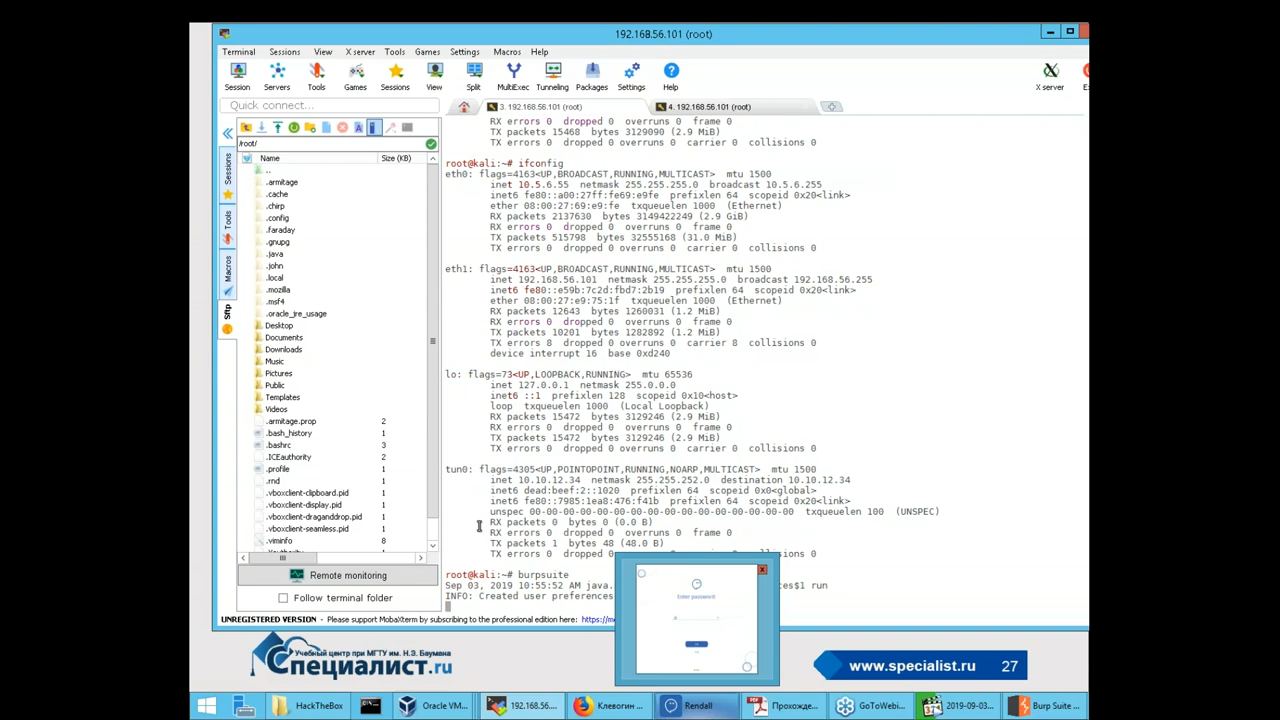 192.168.56.101 (root)
Terminal Sessions View X server Tools Games Settings Macros Help
Session Servers Tools Games Sessions View Split MultiExec Tunneling Packages Settings Help X server
Quick connect...
3. 192.168.56.101 (root)
4. 192.168.56.101 (root)
/root/
Name Size (KB)
..
.armitage
.cache
.chirp
.config
.faraday
.gnupg
.java
.john
.local
.mozilla
.msf4
.oracle_jre_usage
Desktop
Documents
Downloads
Music
Pictures
Public
Templates
Videos
.armitage.prop 2
.bash_history 1
.bashrc 3
.ICEauthority 2
.profile 1
.rnd 1
.vboxclient-clipboard.pid 1
.vboxclient-display.pid 1
.vboxclient-draganddrop.pid 1
.vboxclient-seamless.pid 1
.viminfo 8
Sessions
Tools
Macros
Sftp
Remote monitoring
Follow terminal folder
RX errors 0 dropped 0 overruns 0 frame 0
TX packets 15468 bytes 3129090 (2.9 MiB)
TX errors 0 dropped 0 overruns 0 carrier 0 collisions 0
root@kali:~# ifconfig
eth0: flags=4163<UP,BROADCAST,RUNNING,MULTICAST> mtu 1500
inet 10.5.6.55 netmask 255.255.255.0 broadcast 10.5.6.255
inet6 fe80::a00:27ff:fe69:e9fe prefixlen 64 scopeid 0x20<link>
ether 08:00:27:69:e9:fe txqueuelen 1000 (Ethernet)
RX packets 2137630 bytes 3149422249 (2.9 GiB)
RX errors 0 dropped 0 overruns 0 frame 0
TX packets 515798 bytes 32555168 (31.0 MiB)
TX errors 0 dropped 0 overruns 0 carrier 0 collisions 0
eth1: flags=4163<UP,BROADCAST,RUNNING,MULTICAST> mtu 1500
inet 192.168.56.101 netmask 255.255.255.0 broadcast 192.168.56.255
inet6 fe80::e59b:7c2d:fbd7:2b19 prefixlen 64 scopeid 0x20<link>
ether 08:00:27:e9:75:1f txqueuelen 1000 (Ethernet)
RX packets 12643 bytes 1260031 (1.2 MiB)
RX errors 0 dropped 0 overruns 0 frame 0
TX packets 10201 bytes 1282892 (1.2 MiB)
TX errors 8 dropped 0 overruns 0 carrier 8 collisions 0
device interrupt 16 base 0xd240
lo: flags=73<UP,LOOPBACK,RUNNING> mtu 65536
inet 127.0.0.1 netmask 255.0.0.0
inet6 ::1 prefixlen 128 scopeid 0x10<host>
loop txqueuelen 1000 (Local Loopback)
RX packets 15472 bytes 3129246 (2.9 MiB)
RX errors 0 dropped 0 overruns 0 frame 0
TX packets 15472 bytes 3129246 (2.9 MiB)
TX errors 0 dropped 0 overruns 0 carrier 0 collisions 0
tun0: flags=4305<UP,POINTOPOINT,RUNNING,NOARP,MULTICAST> mtu 1500
inet 10.10.12.34 netmask 255.255.252.0 destination 10.10.12.34
inet6 dead:beef:2::1020 prefixlen 64 scopeid 0x0<global>
inet6 fe80::7985:1ea8:476:f41b prefixlen 64 scopeid 0x20<link>
unspec 00-00-00-00-00-00-00-00-00-00-00-00-00-00-00-00 txqueuelen 100 (UNSPEC)
RX packets 0 bytes 0 (0.0 B)
RX errors 0 dropped 0 overruns 0 frame 0
TX packets 1 bytes 48 (48.0 B)
TX errors 0 dropped 0 collisions 0
root@kali:~# burpsuite
Sep 03, 2019 10:55:52 AM java. es$1 run
INFO: Created user preferences
Enter password
UNREGISTERED VERSION - Please support MobaXterm by subscribing to the professional edition here: https://m
Учебный центр при МГТУ им. Н.Э. Баумана
Специалист.ru
www.specialist.ru 27
HackTheBox
Oracle VM...
192.168.56....
Клевогин ...
Rendall
Прохожде...
GoToWebi...
2019-09-03...
Burp Suite ...